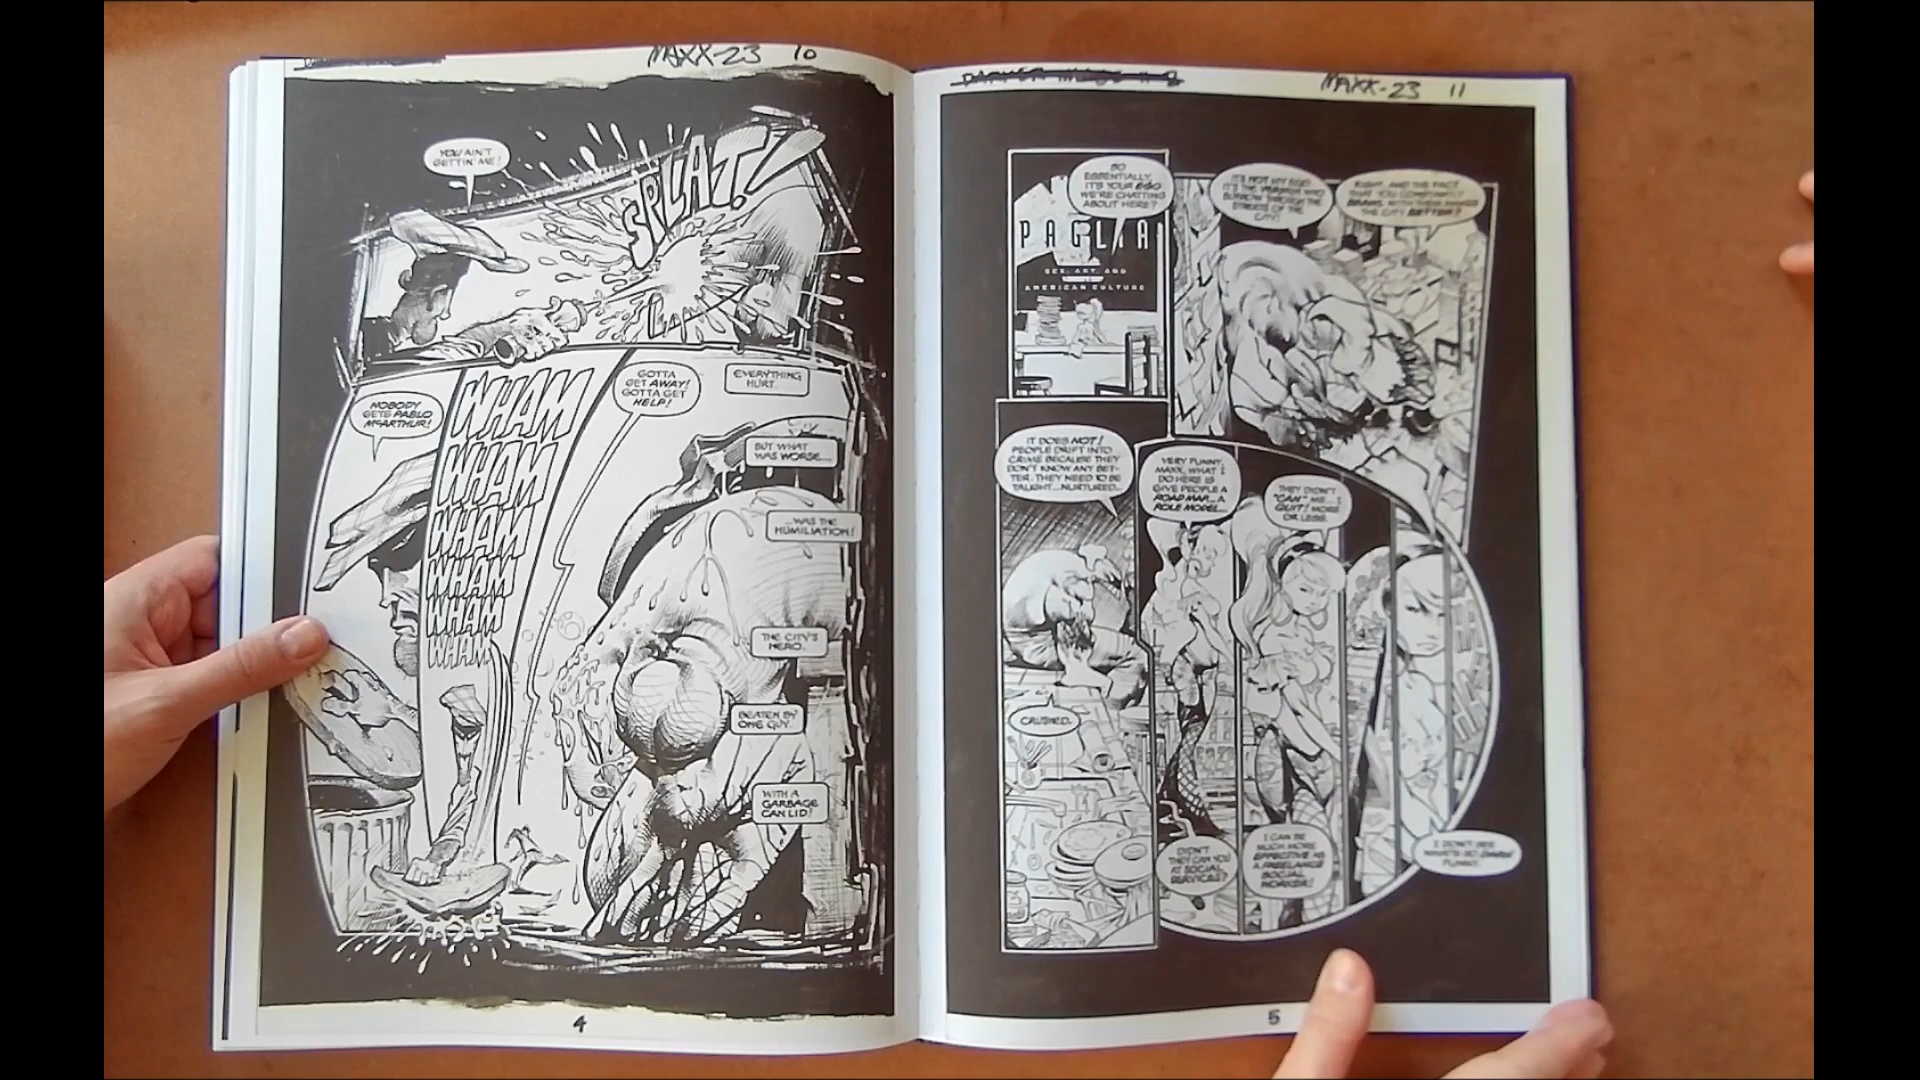 MAXX-23 10
YOU AIN'T
GETTIN' ME!
SPLAT!
NOBODY
GETS PABLO
McARTHUR!
WHAM
WHAM
WHAM
WHAM
WHAM
WHAM
GOTTA
GET AWAY!
GOTTA GET
HELP!
EVERYTHING
HURT.
BUT WHAT
WAS WORSE...
...WAS THE
HUMILIATION!
THE CITY'S
HERO.
BEATEN BY
ONE GUY.
WITH A
GARBAGE
CAN LID!
4
MAXX-23 11
SO
ESSENTIALLY,
IT'S YOUR EGO
WE'RE CHATTING
ABOUT HERE?
PAGLIA
SEX, ART, AND
AMERICAN CULTURE
IT'S NOT MY EGO.
IT'S THE VERMIN WHO
BURROW THROUGH THE
STREETS OF THE
CITY!
RIGHT, AND THE FACT
THAT YOU CONSTANTLY
BRAWL WITH THEM MAKES
THE CITY BETTER?
IT DOES NOT!
PEOPLE DRIFT INTO
CRIME BECAUSE THEY
DON'T KNOW ANY BET-
TER. THEY NEED TO BE
TAUGHT...NURTURED...
CRUSHED.
VERY FUNNY,
MAXX. WHAT I
DO HERE IS
GIVE PEOPLE A
ROAD MAP...A
ROLE MODEL...
DIDN'T
THEY CAN YOU
AT SOCIAL
SERVICES?
THEY DIDN'T
"CAN" ME...I
QUIT! MORE
OR LESS.
I CAN BE
MUCH MORE
EFFECTIVE AS
A FREELANCE
SOCIAL
WORKER!
I DIDN'T SEE
WHAT'S SO DAMN
FUNNY.
5